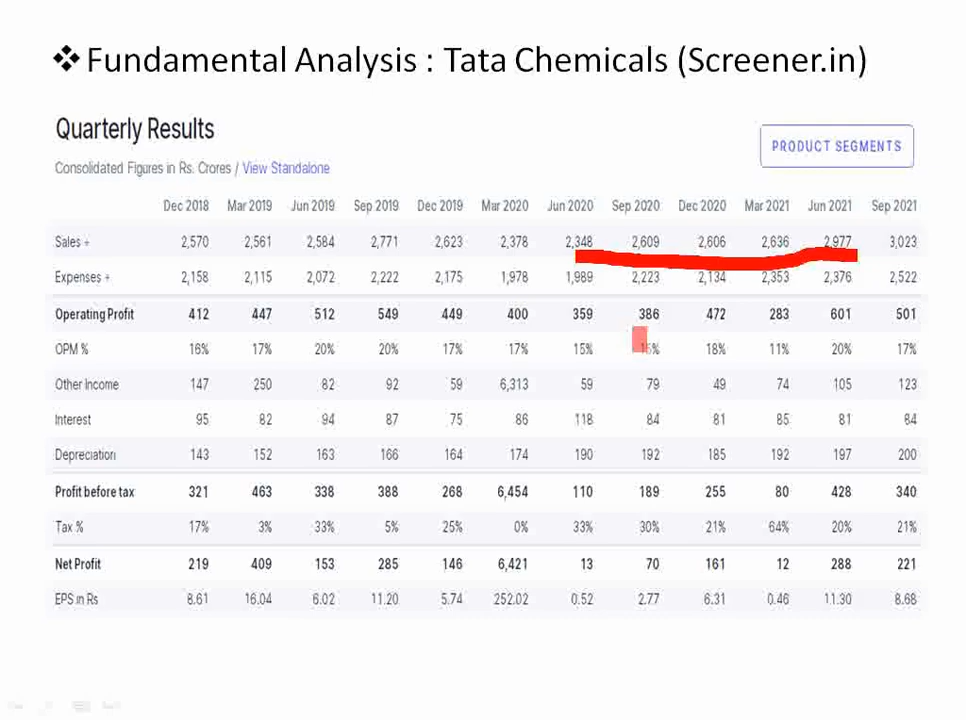 ❖ Fundamental Analysis : Tata Chemicals (Screener.in)
Quarterly Results
PRODUCT SEGMENTS
Consolidated Figures in Rs. Crores / View Standalone
Dec 2018 Mar 2019 Jun 2019 Sep 2019 Dec 2019 Mar 2020 Jun 2020 Sep 2020 Dec 2020 Mar 2021 Jun 2021 Sep 2021
Sales + 2,570 2,561 2,584 2,771 2,623 2,378 2,348 2,609 2,606 2,636 2,977 3,023
Expenses + 2,158 2,115 2,072 2,222 2,175 1,978 1,989 2,223 2,134 2,353 2,376 2,522
Operating Profit 412 447 512 549 449 400 359 386 472 283 601 501
OPM % 16% 17% 20% 20% 17% 17% 15% 18% 11% 20% 17%
Other Income 147 250 82 92 59 6,313 59 79 49 74 105 123
Interest 95 82 94 87 75 86 118 84 81 85 81 84
Depreciation 143 152 163 166 164 174 190 192 185 192 197 200
Profit before tax 321 463 338 388 268 6,454 110 189 255 80 428 340
Tax % 17% 3% 33% 5% 25% 0% 33% 30% 21% 64% 20% 21%
Net Profit 219 409 153 285 146 6,421 13 70 161 12 288 221
EPS in Rs 8.61 16.04 6.02 11.20 5.74 252.02 0.52 2.77 6.31 0.46 11.30 8.68